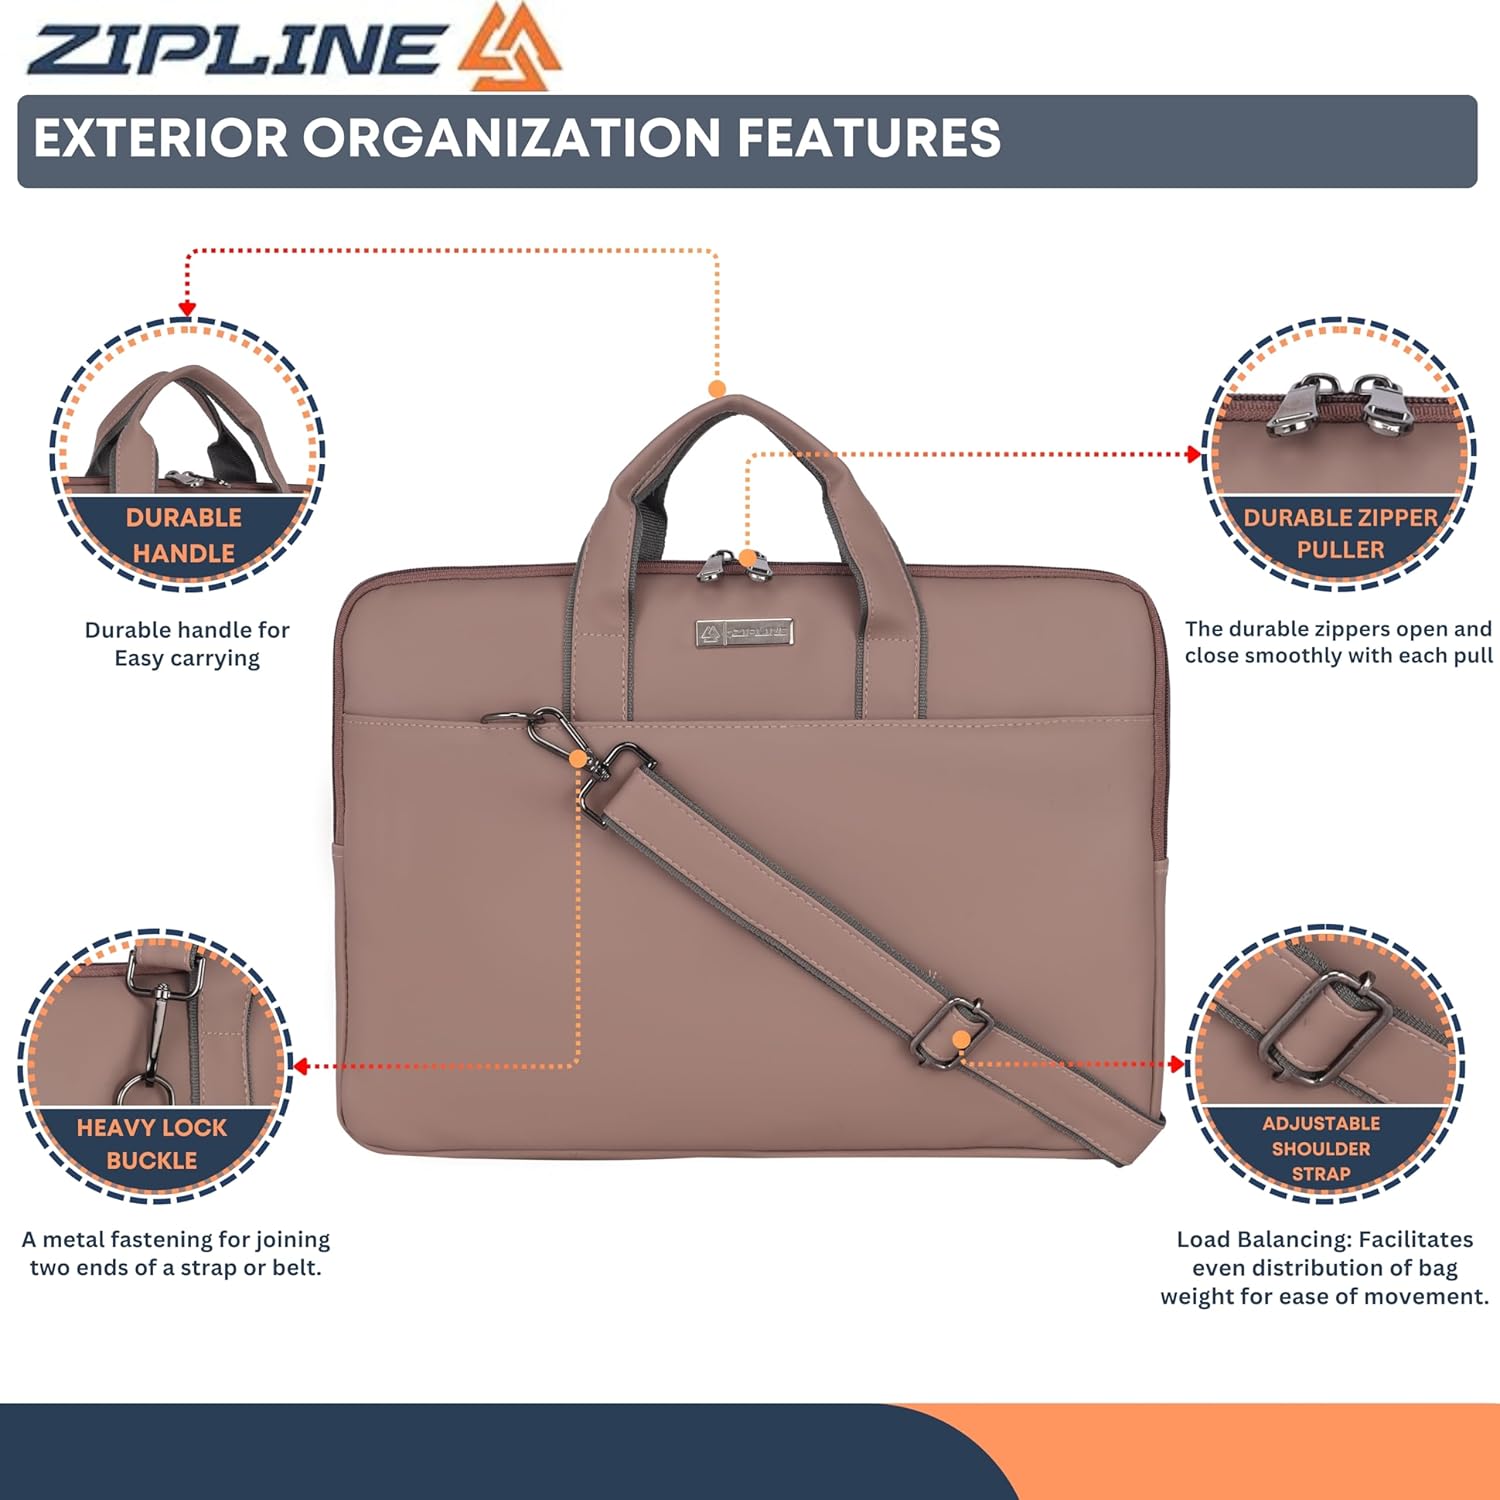 ZIPLINE
EXTERIOR ORGANIZATION FEATURES
DURABLE
HANDLE
Durable handle for
Easy carrying
DURABLE ZIPPER
PULLER
The durable zippers open and
close smoothly with each pull
ZIPLINE
HEAVY LOCK
BUCKLE
A metal fastening for joining
two ends of a strap or belt.
ADJUSTABLE
SHOULDER
STRAP
Load Balancing: Facilitates
even distribution of bag
weight for ease of movement.